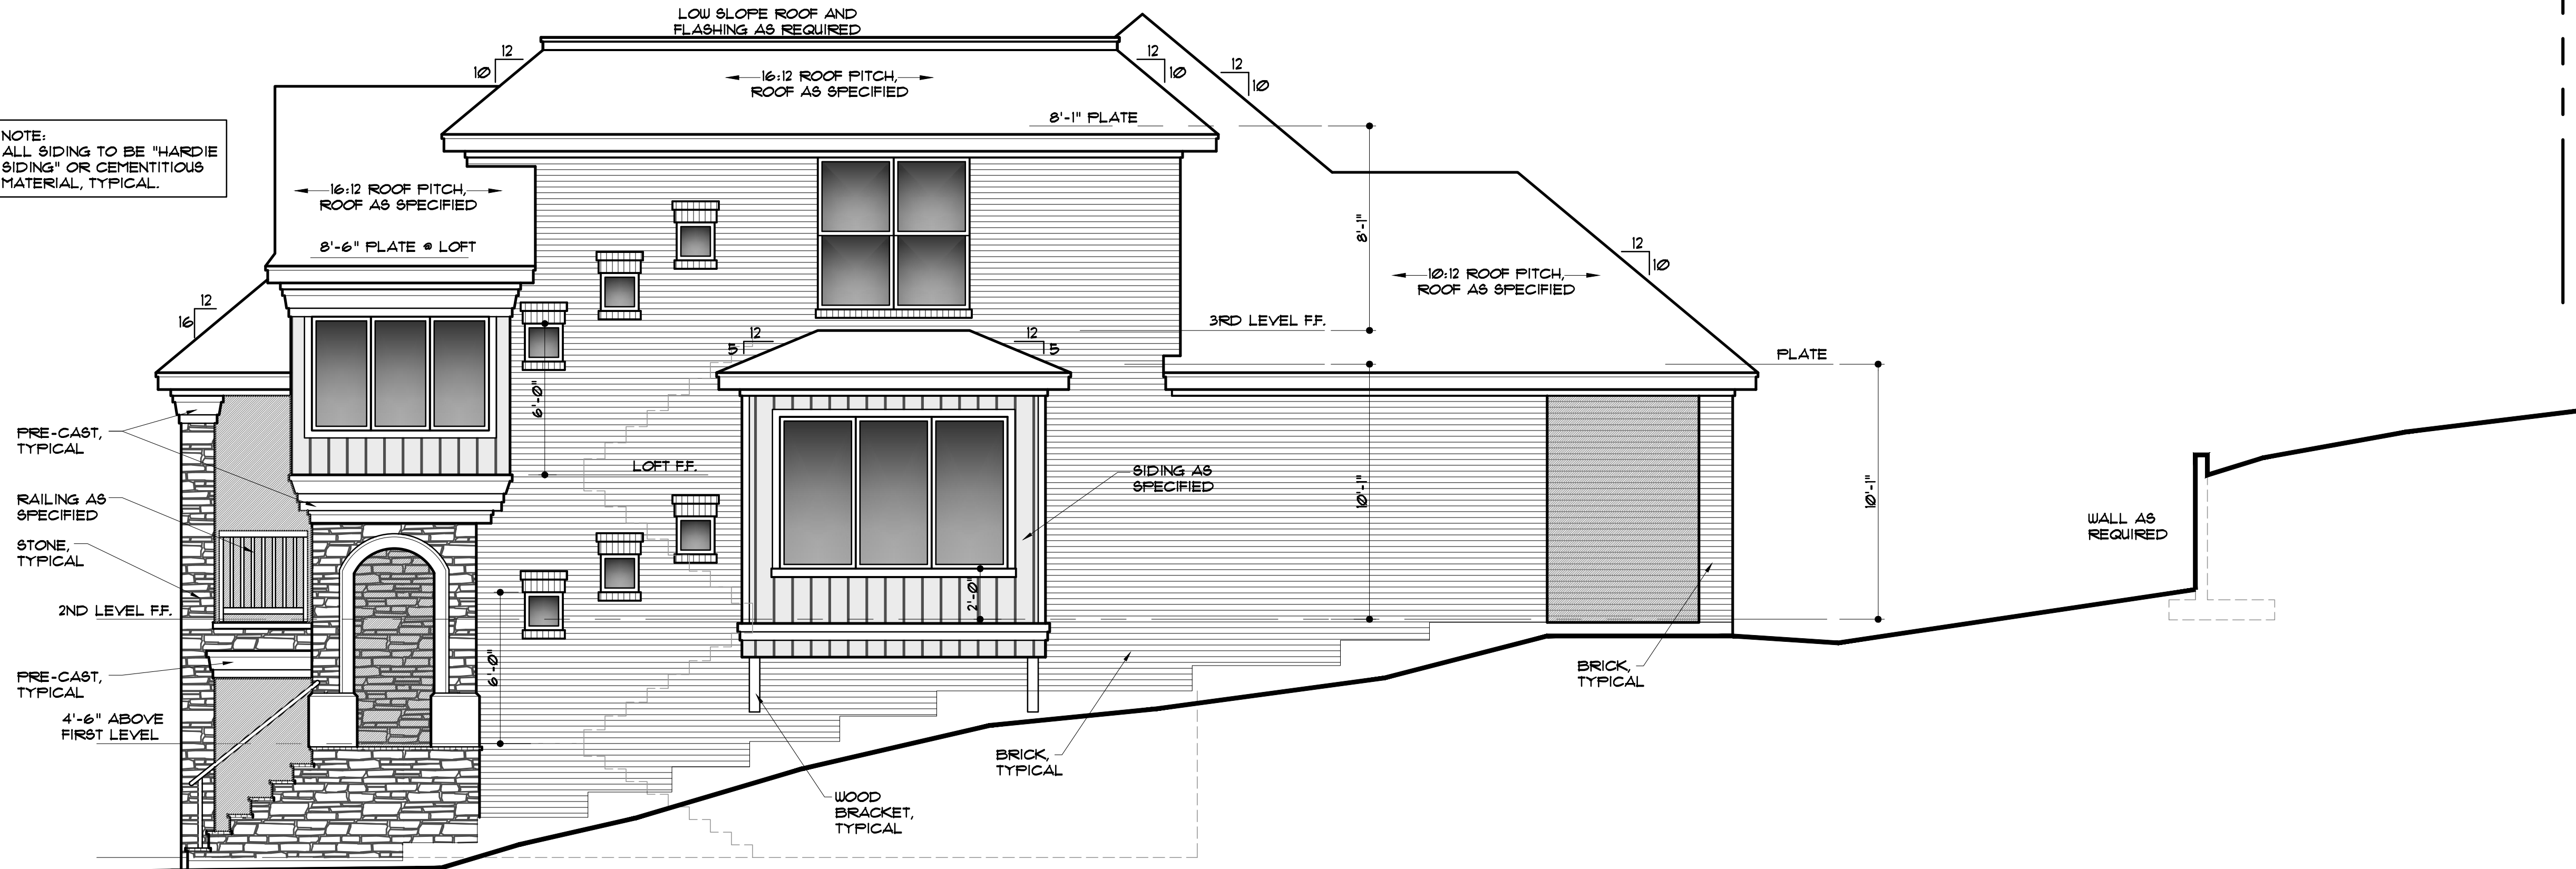 LOW SLOPE ROOF AND
FLASHING AS REQUIRED
12
10
12
10
12
10
16:12 ROOF PITCH,
ROOF AS SPECIFIED
8'-1" PLATE
NOTE:
ALL SIDING TO BE "HARDIE
SIDING" OR CEMENTITIOUS
MATERIAL, TYPICAL.
16:12 ROOF PITCH,
ROOF AS SPECIFIED
8'-6" PLATE @ LOFT
8'-1"
12
10
10:12 ROOF PITCH,
ROOF AS SPECIFIED
12
16
3RD LEVEL F.F.
12
5
12
5
PLATE
6'-0"
PRE-CAST,
TYPICAL
LOFT F.F.
SIDING AS
SPECIFIED
10'-1"
10'-1"
RAILING AS
SPECIFIED
WALL AS
REQUIRED
STONE,
TYPICAL
2'-0"
2ND LEVEL F.F.
6'-0"
PRE-CAST,
TYPICAL
BRICK,
TYPICAL
4'-6" ABOVE
FIRST LEVEL
BRICK,
TYPICAL
WOOD
BRACKET,
TYPICAL